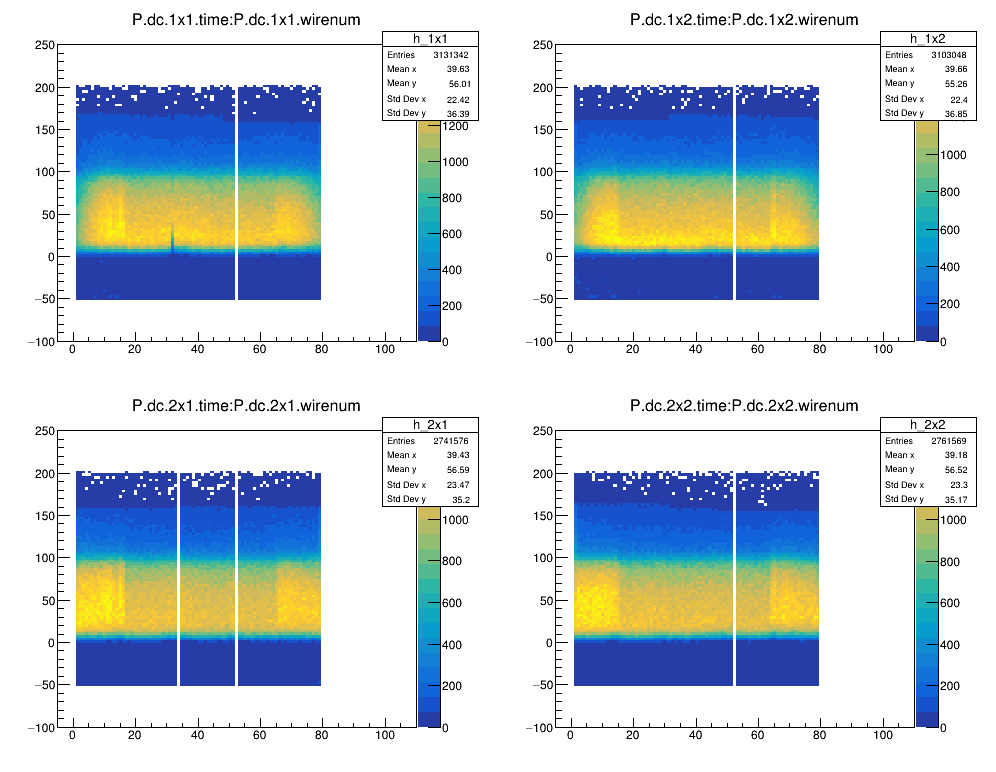 P.dc.1x1.time:P.dc.1x1.wirenum
h_1x1
Entries 3131342
Mean x 39.63
Mean y 56.01
Std Dev x 22.42
Std Dev y 36.39
250
200
150
100
50
0
−50
−100
0 20 40 60 80 100
1200
1000
800
600
400
200
0
P.dc.1x2.time:P.dc.1x2.wirenum
h_1x2
Entries 3103048
Mean x 39.66
Mean y 55.26
Std Dev x 22.4
Std Dev y 36.85
250
200
150
100
50
0
−50
−100
0 20 40 60 80 100
1000
800
600
400
200
0
P.dc.2x1.time:P.dc.2x1.wirenum
h_2x1
Entries 2741576
Mean x 39.43
Mean y 56.59
Std Dev x 23.47
Std Dev y 35.2
250
200
150
100
50
0
−50
−100
0 20 40 60 80 100
1000
800
600
400
200
0
P.dc.2x2.time:P.dc.2x2.wirenum
h_2x2
Entries 2761569
Mean x 39.18
Mean y 56.52
Std Dev x 23.3
Std Dev y 35.17
250
200
150
100
50
0
−50
−100
0 20 40 60 80 100
1000
800
600
400
200
0